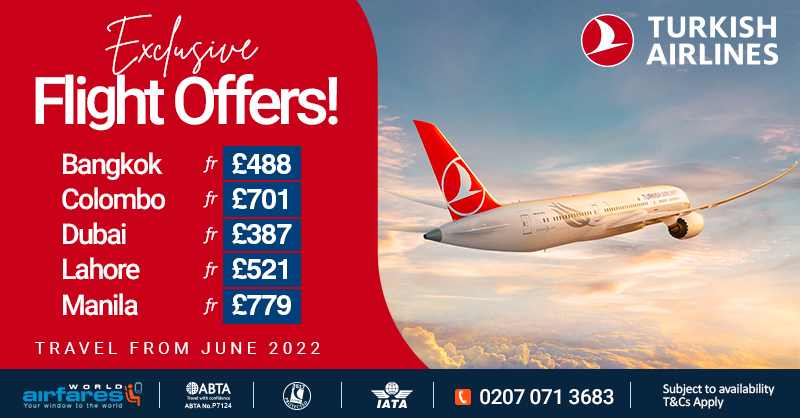 Exclusive
Flight Offers!
Bangkok fr £488
Colombo fr £701
Dubai fr £387
Lahore fr £521
Manila fr £779
TRAVEL FROM JUNE 2022
TURKISH
AIRLINES
TURKISH AIRLINES
WORLD
airfares
Your window to the world
ABTA
Travel with confidence
ABTA No.P7124
IATA
0207 071 3683
Subject to availability
T&Cs Apply